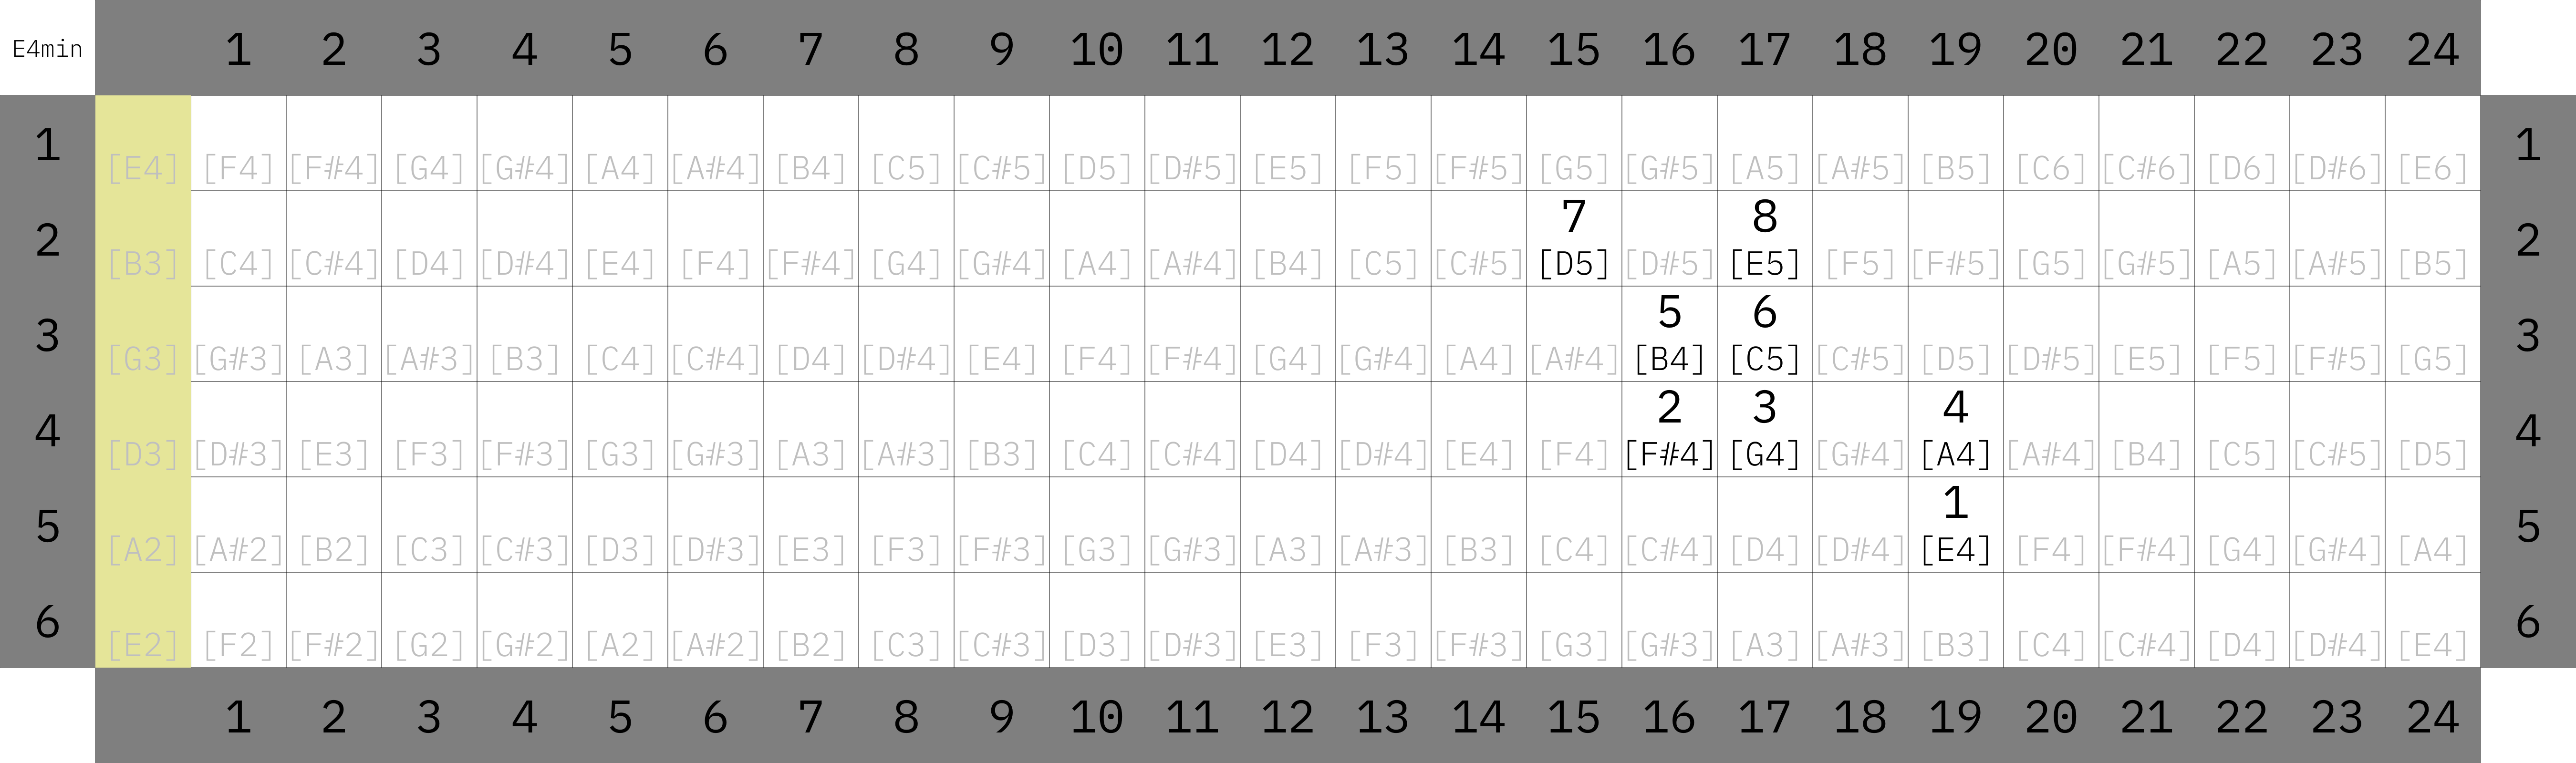 E4min 1 2 3 4 5 6 7 8 9 10 11 12 13 14 15 16 17 18 19 20 21 22 23 24
1 [E4] [F4] [F#4] [G4] [G#4] [A4] [A#4] [B4] [C5] [C#5] [D5] [D#5] [E5] [F5] [F#5] [G5] [G#5] [A5] [A#5] [B5] [C6] [C#6] [D6] [D#6] [E6] 1
7 8
2 [B3] [C4] [C#4] [D4] [D#4] [E4] [F4] [F#4] [G4] [G#4] [A4] [A#4] [B4] [C5] [C#5] [D5] [D#5] [E5] [F5] [F#5] [G5] [G#5] [A5] [A#5] [B5] 2
5 6
3 [G3] [G#3] [A3] [A#3] [B3] [C4] [C#4] [D4] [D#4] [E4] [F4] [F#4] [G4] [G#4] [A4] [A#4] [B4] [C5] [C#5] [D5] [D#5] [E5] [F5] [F#5] [G5] 3
2 3 4
4 [D3] [D#3] [E3] [F3] [F#3] [G3] [G#3] [A3] [A#3] [B3] [C4] [C#4] [D4] [D#4] [E4] [F4] [F#4] [G4] [G#4] [A4] [A#4] [B4] [C5] [C#5] [D5] 4
1
5 [A2] [A#2] [B2] [C3] [C#3] [D3] [D#3] [E3] [F3] [F#3] [G3] [G#3] [A3] [A#3] [B3] [C4] [C#4] [D4] [D#4] [E4] [F4] [F#4] [G4] [G#4] [A4] 5
6 [E2] [F2] [F#2] [G2] [G#2] [A2] [A#2] [B2] [C3] [C#3] [D3] [D#3] [E3] [F3] [F#3] [G3] [G#3] [A3] [A#3] [B3] [C4] [C#4] [D4] [D#4] [E4] 6
1 2 3 4 5 6 7 8 9 10 11 12 13 14 15 16 17 18 19 20 21 22 23 24